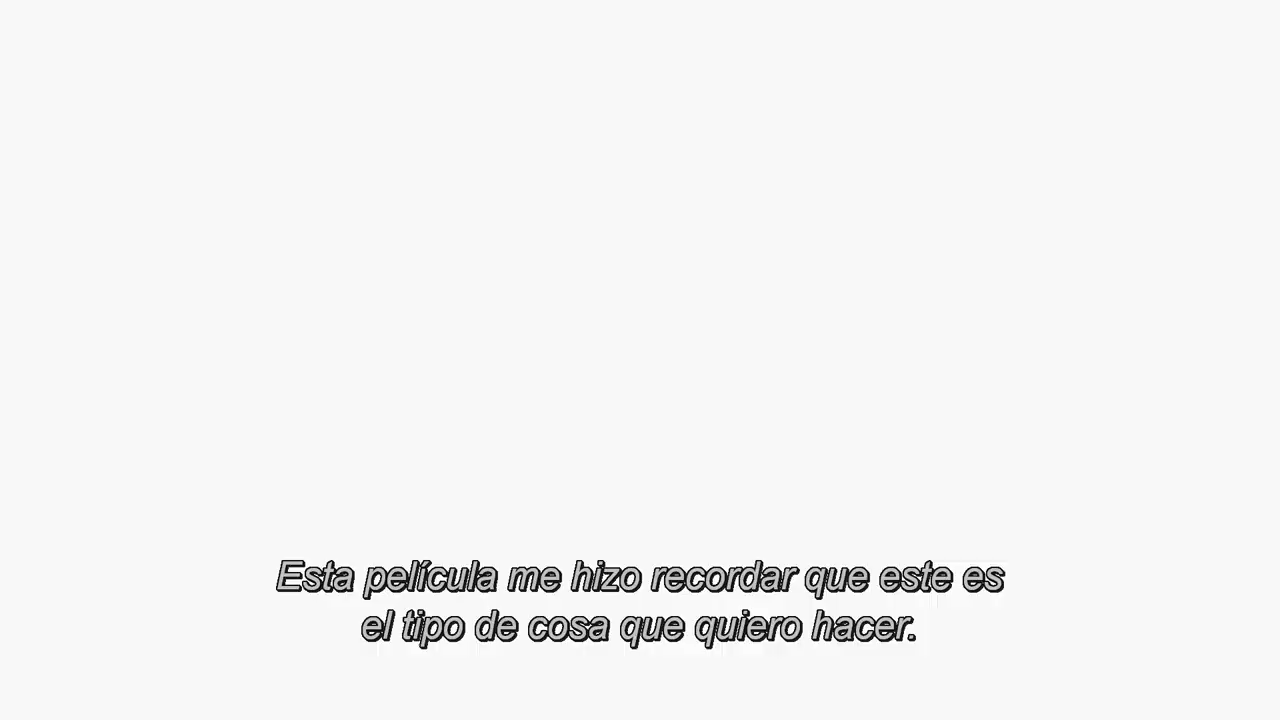 Esta película me hizo recordar que este es
el tipo de cosa que quiero hacer.